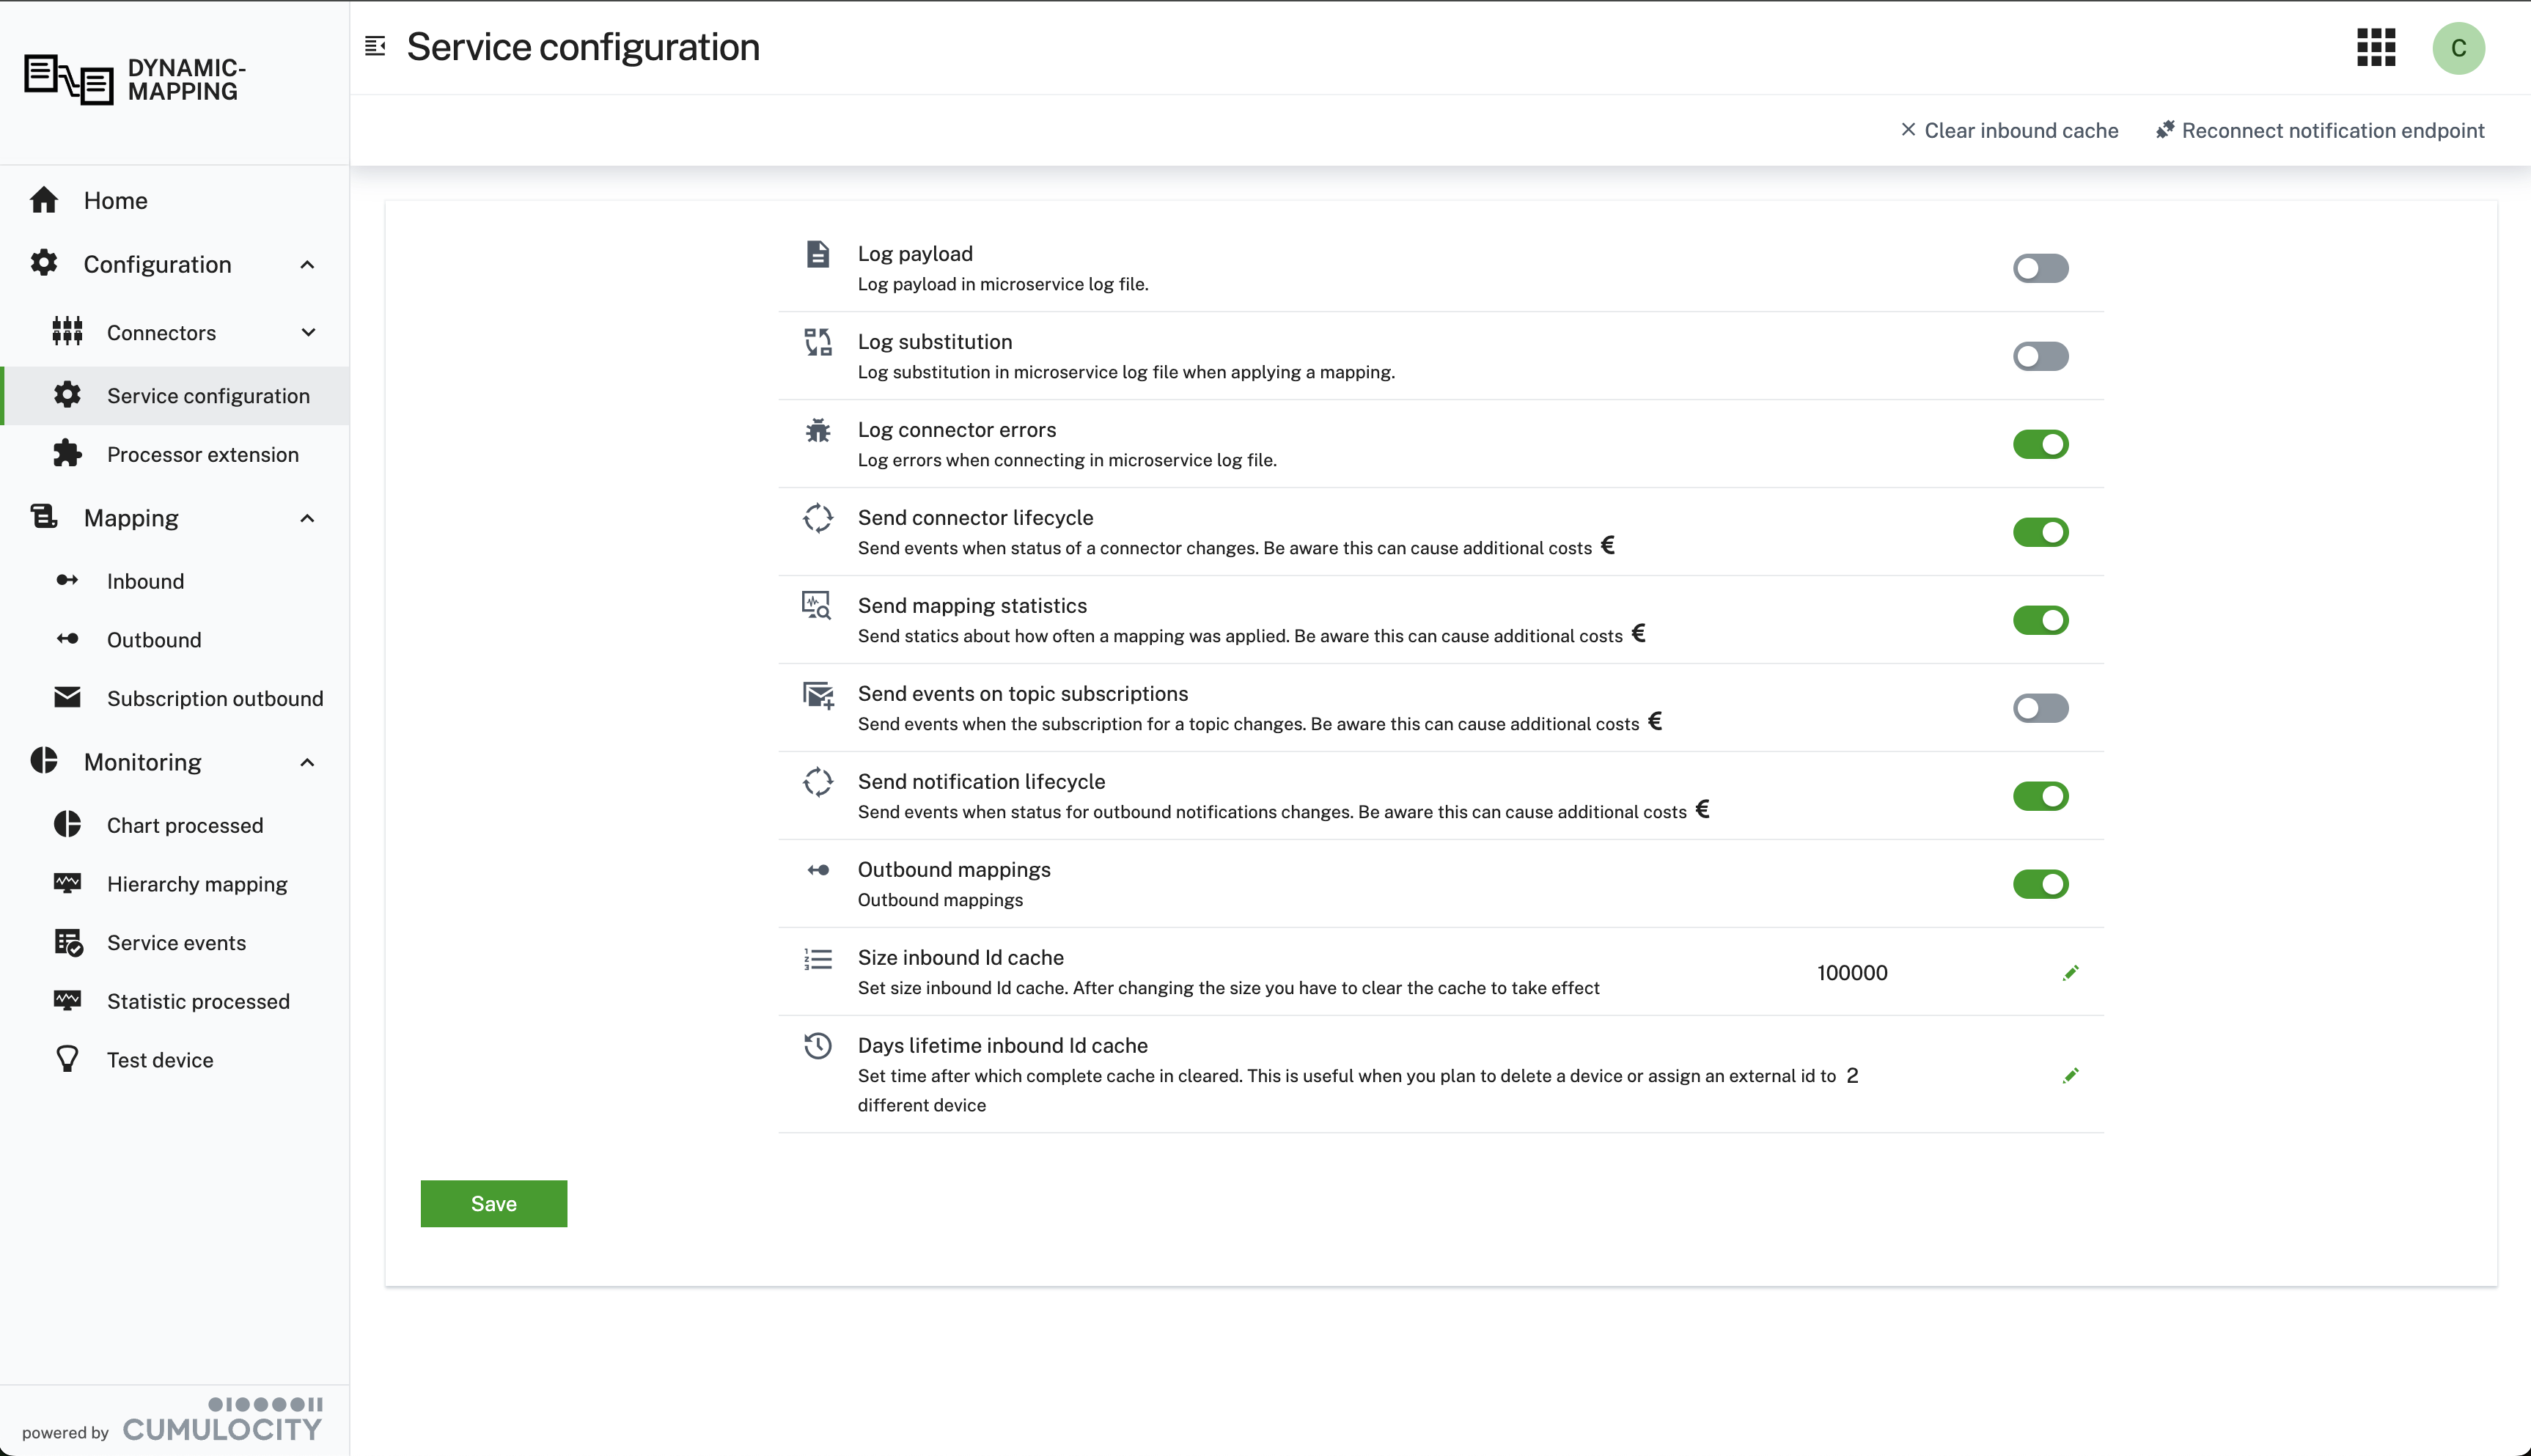 DYNAMIC-
MAPPING
Service configuration
C
Clear inbound cache
Reconnect notification endpoint
Home
Configuration
Connectors
Service configuration
Processor extension
Mapping
Inbound
Outbound
Subscription outbound
Monitoring
Chart processed
Hierarchy mapping
Service events
Statistic processed
Test device
powered by CUMULOCITY
Log payload
Log payload in microservice log file.
Log substitution
Log substitution in microservice log file when applying a mapping.
Log connector errors
Log errors when connecting in microservice log file.
Send connector lifecycle
Send events when status of a connector changes. Be aware this can cause additional costs €
Send mapping statistics
Send statics about how often a mapping was applied. Be aware this can cause additional costs €
Send events on topic subscriptions
Send events when the subscription for a topic changes. Be aware this can cause additional costs €
Send notification lifecycle
Send events when status for outbound notifications changes. Be aware this can cause additional costs €
Outbound mappings
Outbound mappings
Size inbound Id cache
Set size inbound Id cache. After changing the size you have to clear the cache to take effect
100000
Days lifetime inbound Id cache
Set time after which complete cache in cleared. This is useful when you plan to delete a device or assign an external id to
different device
2
Save